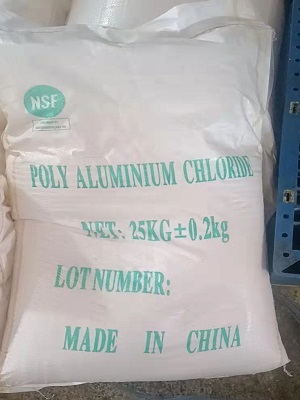 NSF
POLY ALUMINIUM CHLORIDE
NET: 25KG±0.2kg
LOT NUMBER:
MADE IN CHINA